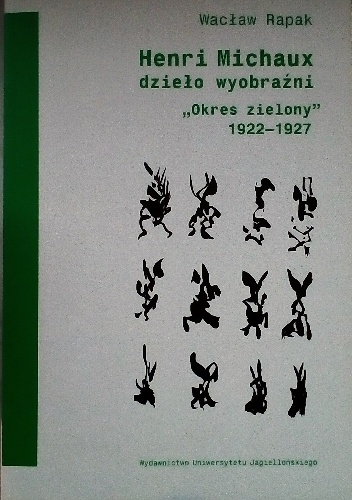 Wacław Rapak
Henri Michaux
dzieło wyobraźni
„Okres zielony”
1922–1927
Wydawnictwo Uniwersytetu Jagiellońskiego